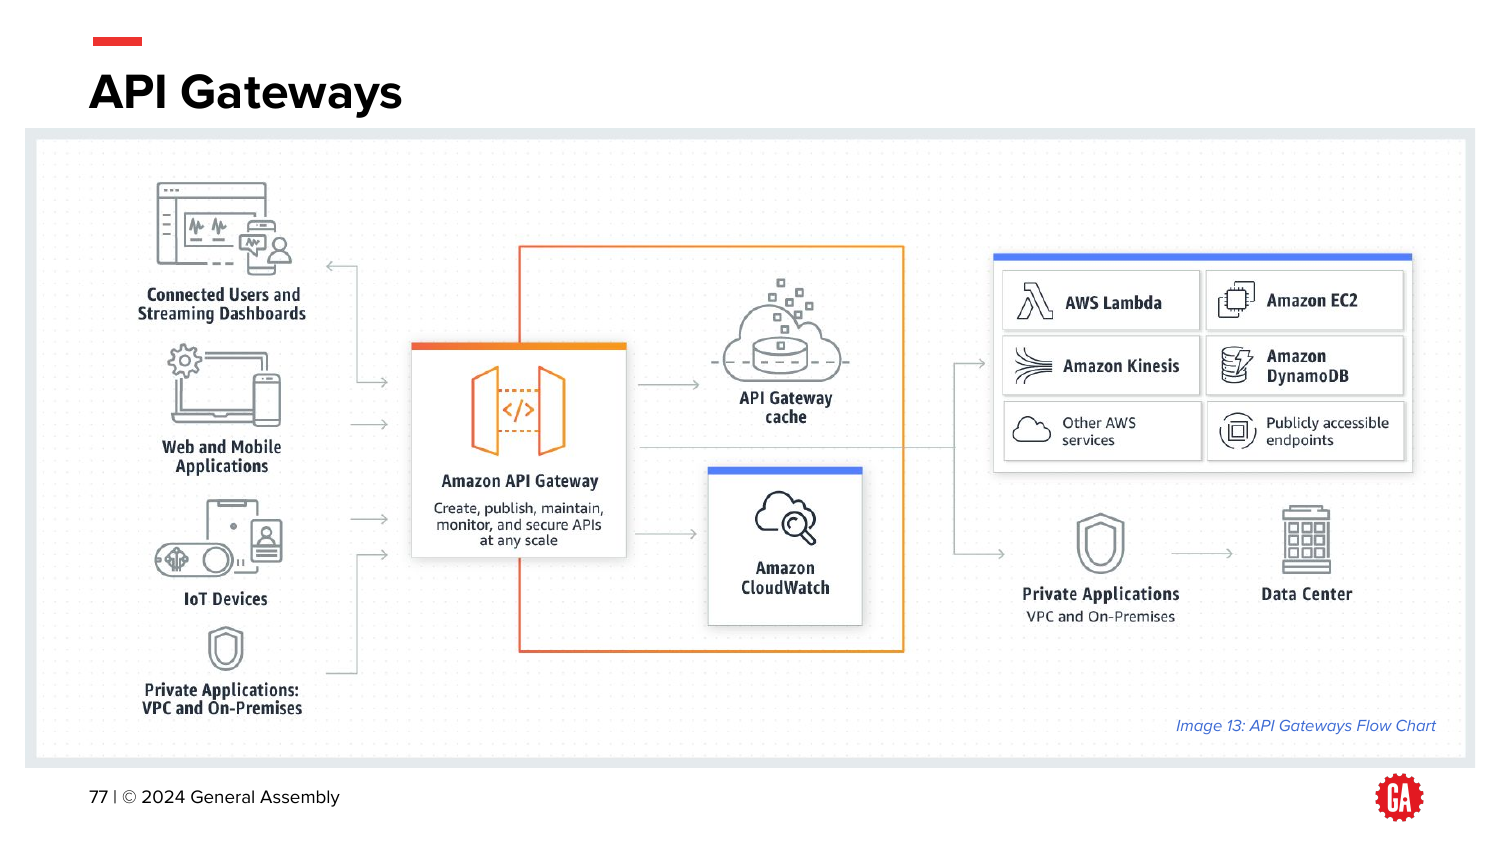 API Gateways
Connected Users and
Streaming Dashboards
Web and Mobile
Applications
IoT Devices
Private Applications:
VPC and On-Premises
</>
Amazon API Gateway
Create, publish, maintain,
monitor, and secure APIs
at any scale
API Gateway
cache
Amazon
CloudWatch
AWS Lambda
Amazon EC2
Amazon Kinesis
Amazon
DynamoDB
Other AWS
services
Publicly accessible
endpoints
Private Applications
VPC and On-Premises
Data Center
Image 13: API Gateways Flow Chart
77 | © 2024 General Assembly
GA